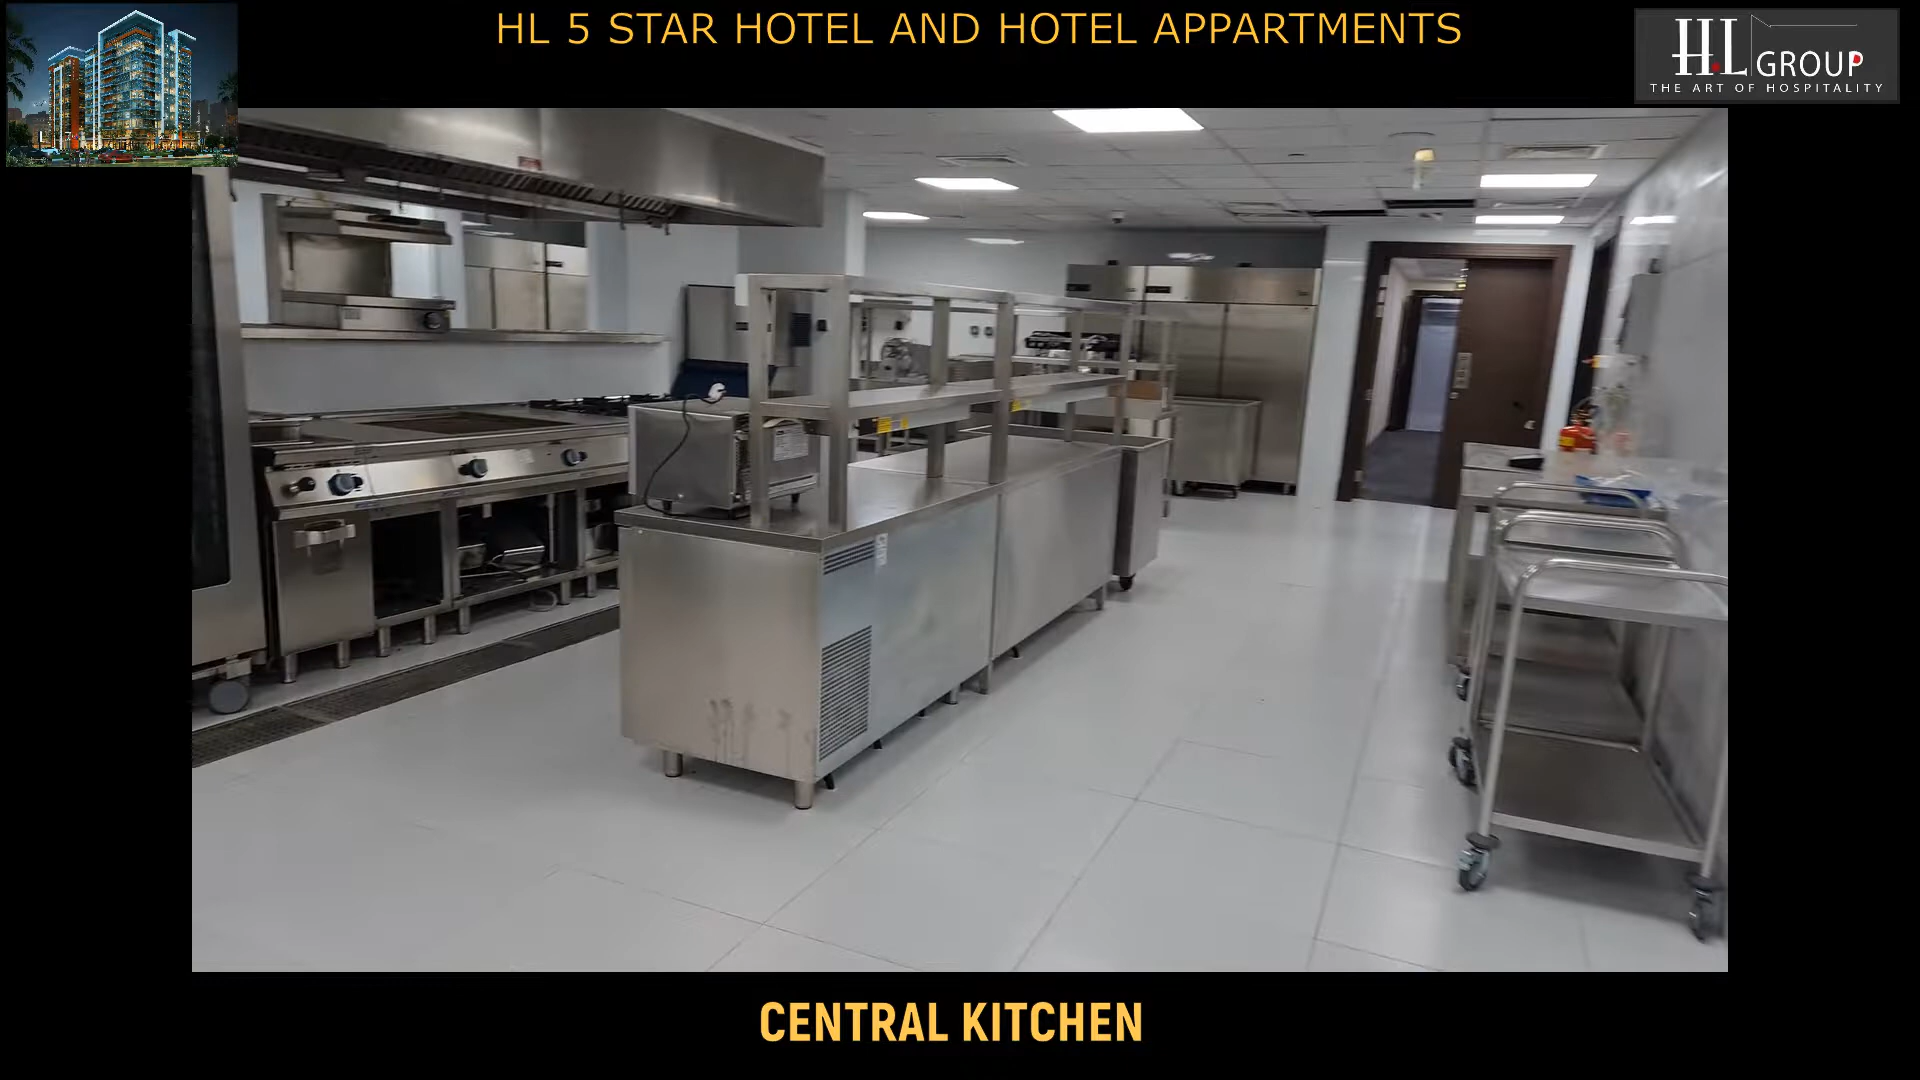 HL 5 STAR HOTEL AND HOTEL APPARTMENTS
HL GROUP
THE ART OF HOSPITALITY
CENTRAL KITCHEN